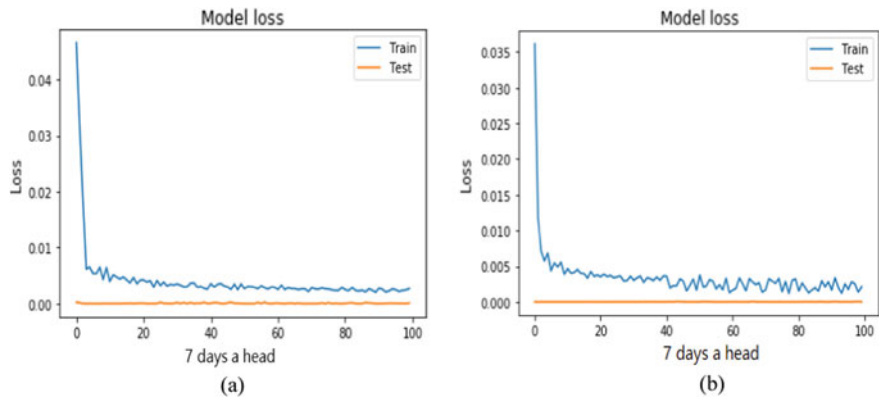 Model loss
Train
Test
0.04
0.03
0.02
0.01
0.00
Loss
0 20 40 60 80 100
7 days a head
(a)
Model loss
Train
Test
0.035
0.030
0.025
0.020
0.015
0.010
0.005
0.000
Loss
0 20 40 60 80 100
7 days a head
(b)